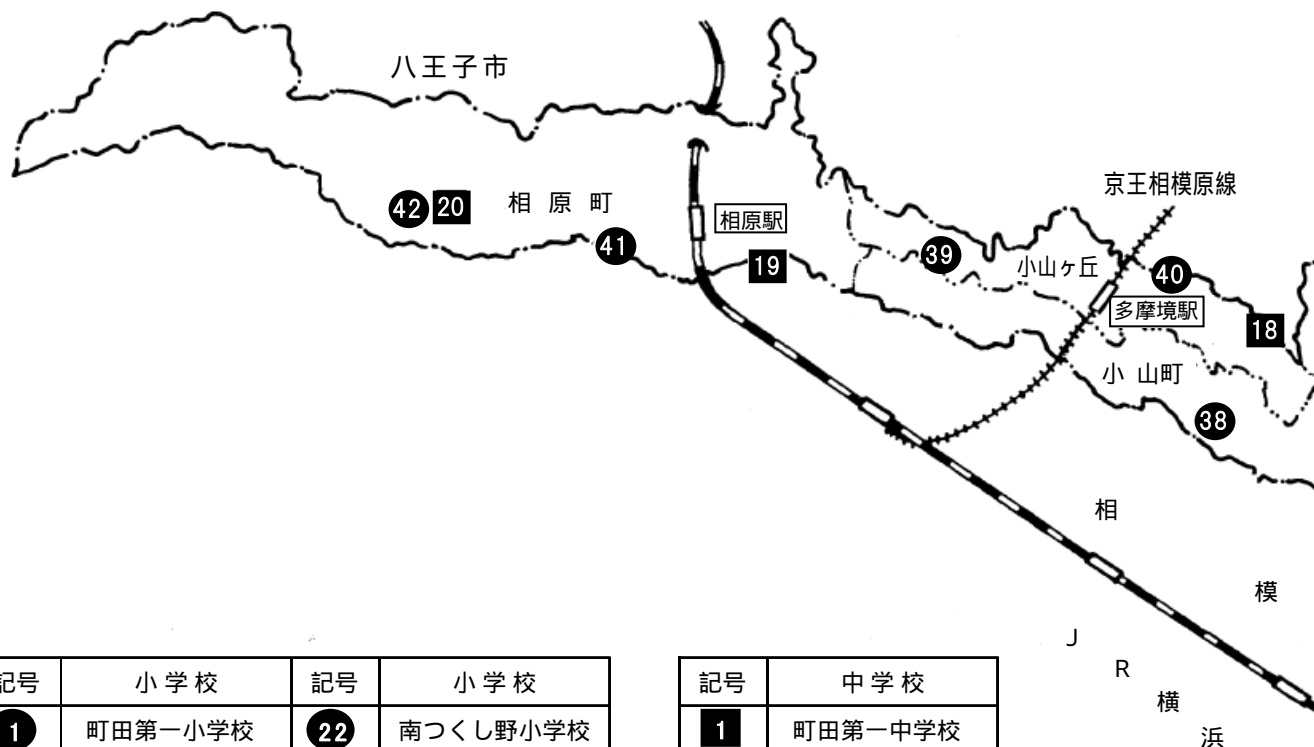 八王子市
京王相模原線
42 20 相原町
相原駅
41
19
39
小山ヶ丘
40
多摩境駅
18
小山町
38
相
模
J
R
横
浜
記号 小学校 記号 小学校
1 町田第一小学校 22 南つくし野小学校
記号 中学校
1 町田第一中学校